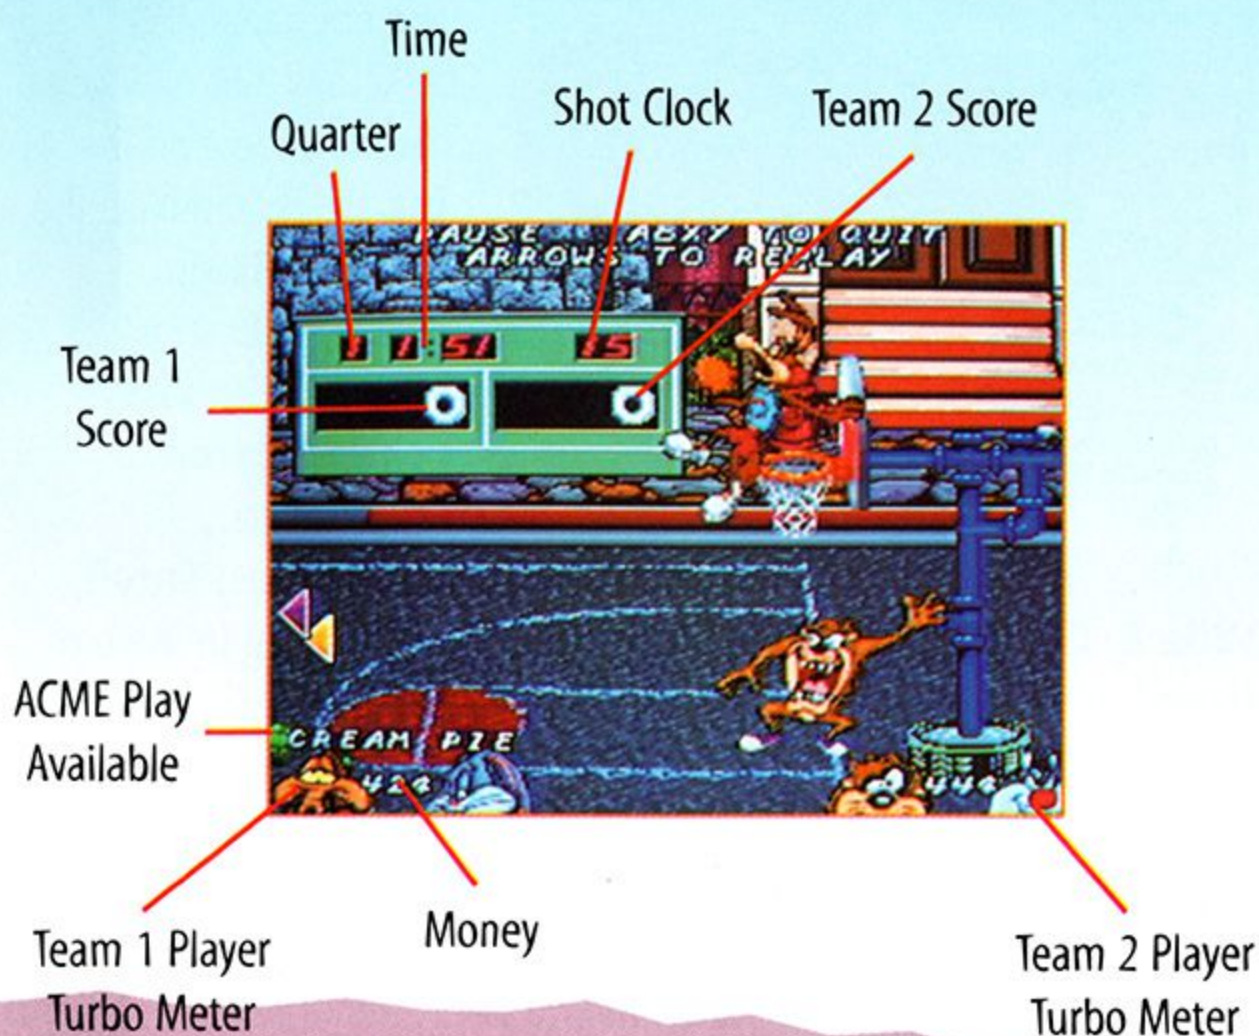 Time
Quarter
Shot Clock
Team 2 Score
PAUSE ABXY TO QUIT
ARROWS TO REPLAY
1 1:51 15
0 0
Team 1
Score
ACME Play
Available
CREAM PIE
424
Team 1 Player
Turbo Meter
Money
Team 2 Player
Turbo Meter